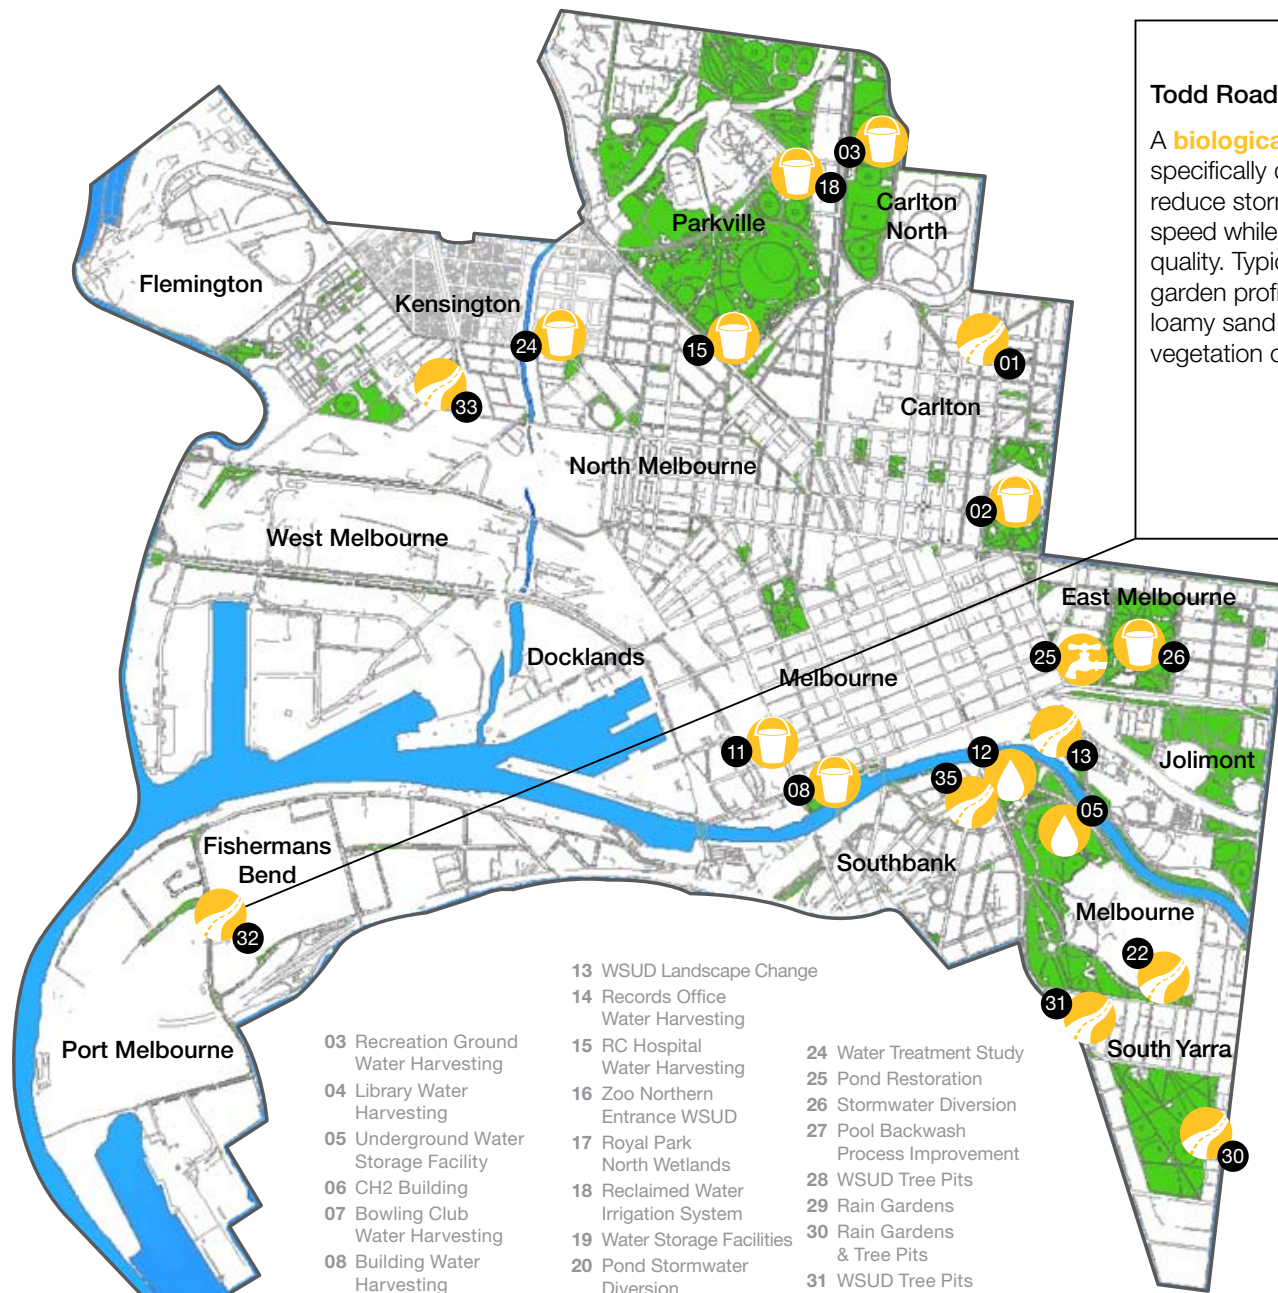 Todd Road
A biologica
specifically d
reduce storm
speed while
quality. Typic
garden profi
loamy sand
vegetation o
03
18
Carlton
North
Parkville
Flemington
Kensington
24
15
01
33
Carlton
North Melbourne
02
West Melbourne
East Melbourne
25
26
Docklands
Melbourne
11
12
13
Jolimont
08
35
05
Fishermans
Bend
Southbank
Melbourne
32
22
31
Port Melbourne
South Yarra
30
03 Recreation Ground
Water Harvesting
04 Library Water
Harvesting
05 Underground Water
Storage Facility
06 CH2 Building
07 Bowling Club
Water Harvesting
08 Building Water
Harvesting
13 WSUD Landscape Change
14 Records Office
Water Harvesting
15 RC Hospital
Water Harvesting
16 Zoo Northern
Entrance WSUD
17 Royal Park
North Wetlands
18 Reclaimed Water
Irrigation System
19 Water Storage Facilities
20 Pond Stormwater
Diversion
24 Water Treatment Study
25 Pond Restoration
26 Stormwater Diversion
27 Pool Backwash
Process Improvement
28 WSUD Tree Pits
29 Rain Gardens
30 Rain Gardens
& Tree Pits
31 WSUD Tree Pits